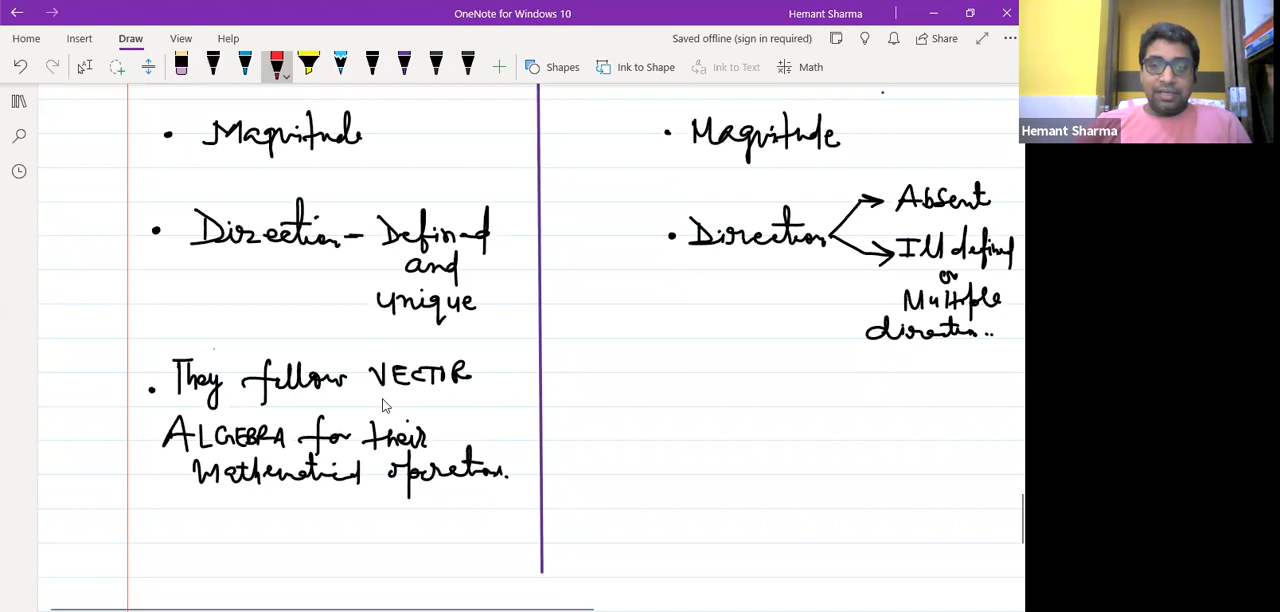 OneNote for Windows 10
Hemant Sharma
Home Insert Draw View Help
Saved offline (sign in required)
Share
Shapes
Ink to Shape
Ink to Text
Math
Hemant Sharma
• Magnitude
• Direction - Defined
and
unique
• They follow VECTOR
ALGEBRA for their
Mathematical operation.
• Magnitude
• Direction
Absent
Ill defined
or
Multiple
direction..